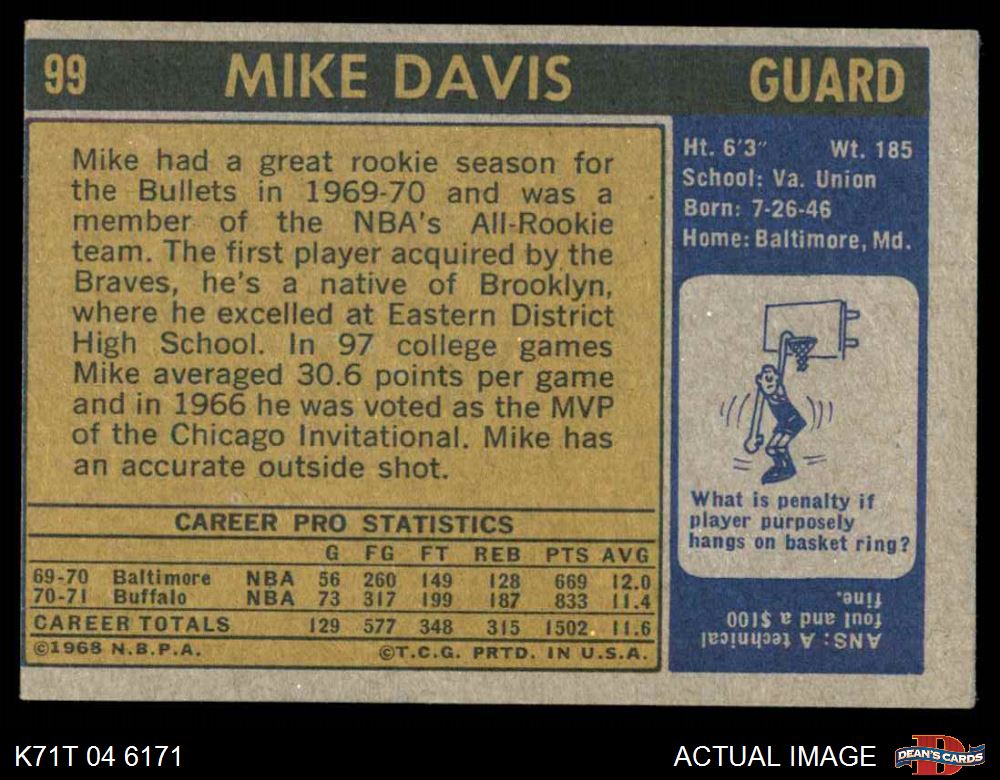 99 MIKE DAVIS GUARD
Mike had a great rookie season for
the Bullets in 1969-70 and was a
member of the NBA's All-Rookie
team. The first player acquired by the
Braves, he's a native of Brooklyn,
where he excelled at Eastern District
High School. In 97 college games
Mike averaged 30.6 points per game
and in 1966 he was voted as the MVP
of the Chicago Invitational. Mike has
an accurate outside shot.
CAREER PRO STATISTICS
G FG FT REB PTS AVG
69-70 Baltimore NBA 56 260 149 128 669 12.0
70-71 Buffalo NBA 73 317 199 187 833 11.4
CAREER TOTALS 129 577 348 315 1502 11.6
©1968 N.B.P.A. ©T.C.G. PRTD. IN U.S.A.
Ht. 6'3" Wt. 185
School: Va. Union
Born: 7-26-46
Home: Baltimore, Md.
What is penalty if
player purposely
hangs on basket ring?
ANS: A technical
foul and a $100
fine.
K71T 04 6171 ACTUAL IMAGE
D
DEAN'S CARDS